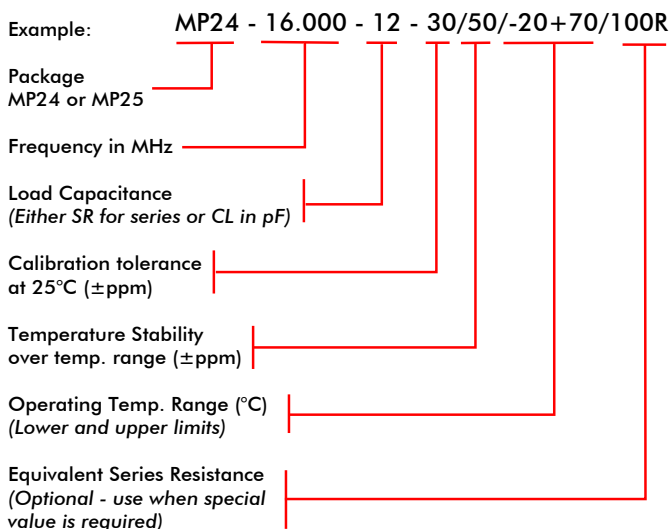 Example: MP24 - 16.000 - 12 - 30/50/-20+70/100R
Package
MP24 or MP25
Frequency in MHz
Load Capacitance
(Either SR for series or CL in pF)
Calibration tolerance
at 25°C (±ppm)
Temperature Stability
over temp. range (±ppm)
Operating Temp. Range (°C)
(Lower and upper limits)
Equivalent Series Resistance
(Optional - use when special
value is required)